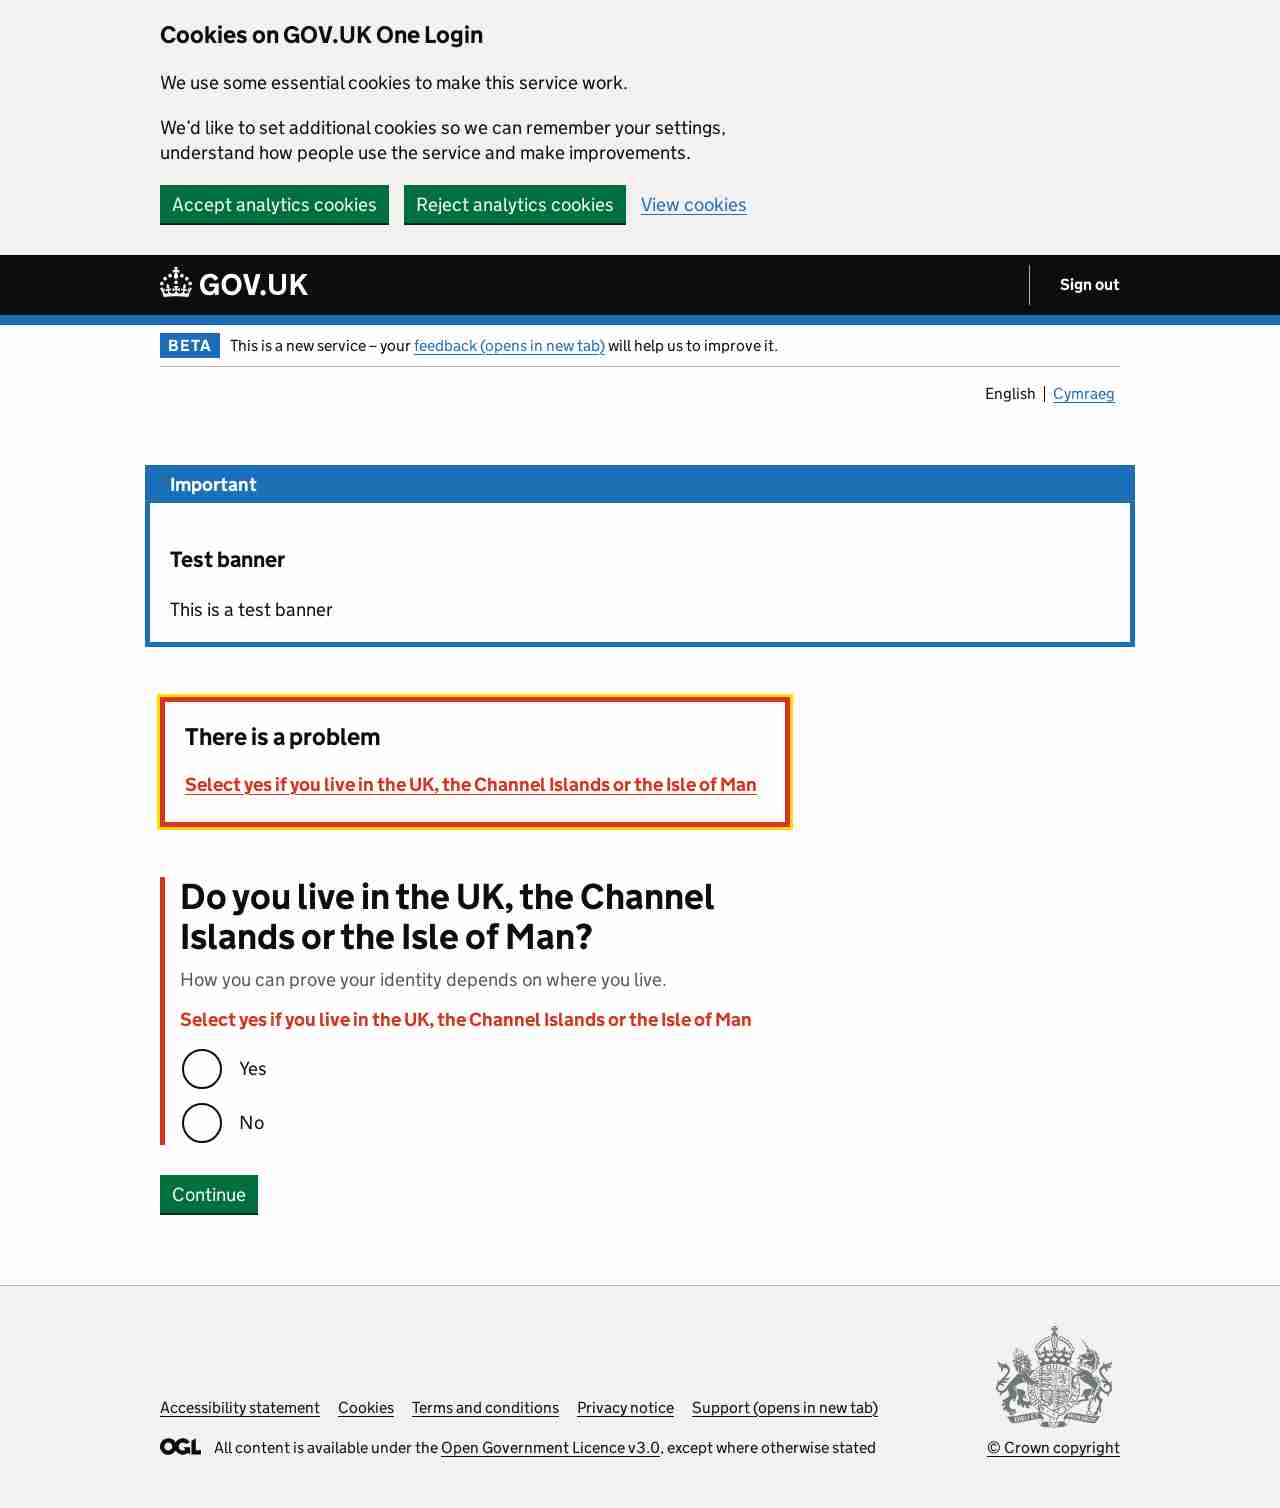 Cookies on GOV.UK One Login
We use some essential cookies to make this service work.
We’d like to set additional cookies so we can remember your settings,
understand how people use the service and make improvements.
Accept analytics cookies Reject analytics cookies View cookies
GOV.UK Sign out
BETA This is a new service – your feedback (opens in new tab) will help us to improve it.
English Cymraeg
Important
Test banner
This is a test banner
There is a problem
Select yes if you live in the UK, the Channel Islands or the Isle of Man
Do you live in the UK, the Channel
Islands or the Isle of Man?
How you can prove your identity depends on where you live.
Select yes if you live in the UK, the Channel Islands or the Isle of Man
Yes
No
Continue
Accessibility statement Cookies Terms and conditions Privacy notice Support (opens in new tab)
OGL All content is available under the Open Government Licence v3.0, except where otherwise stated © Crown copyright